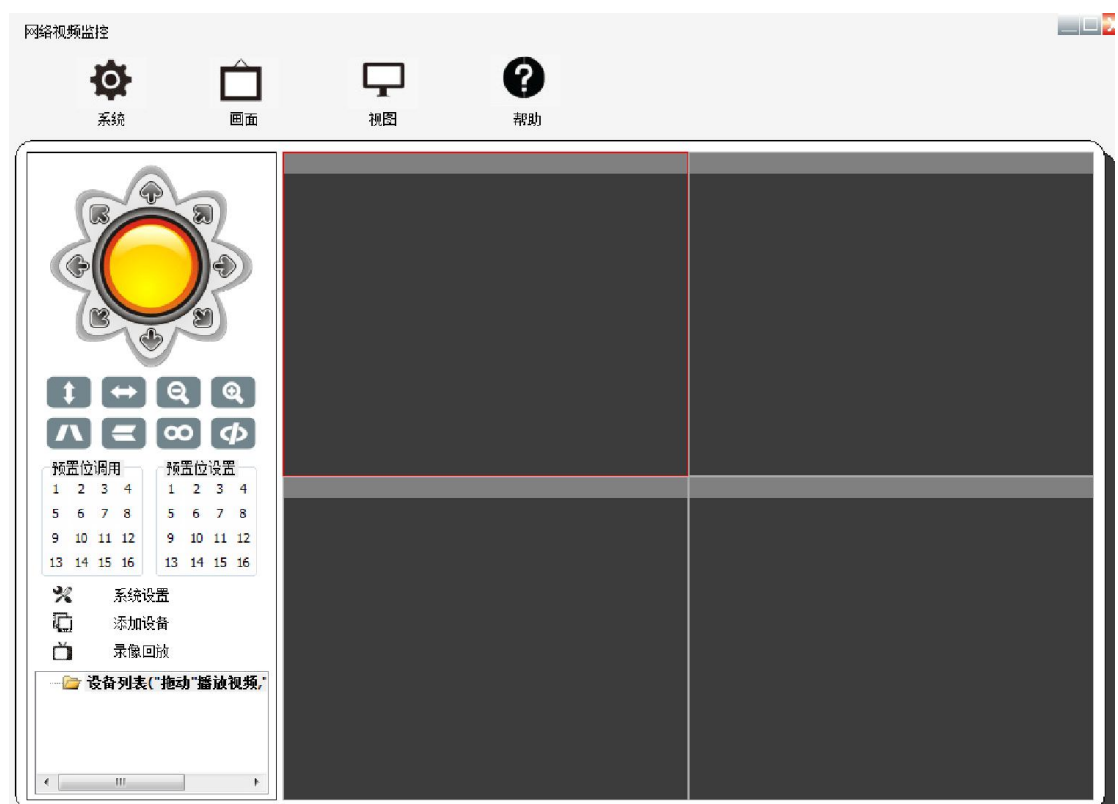 网络视频监控
系统 画面 视图 帮助
预置位调用 预置位设置
1 2 3 4 1 2 3 4
5 6 7 8 5 6 7 8
9 10 11 12 9 10 11 12
13 14 15 16 13 14 15 16
系统设置
添加设备
录像回放
设备列表("拖动"播放视频,"